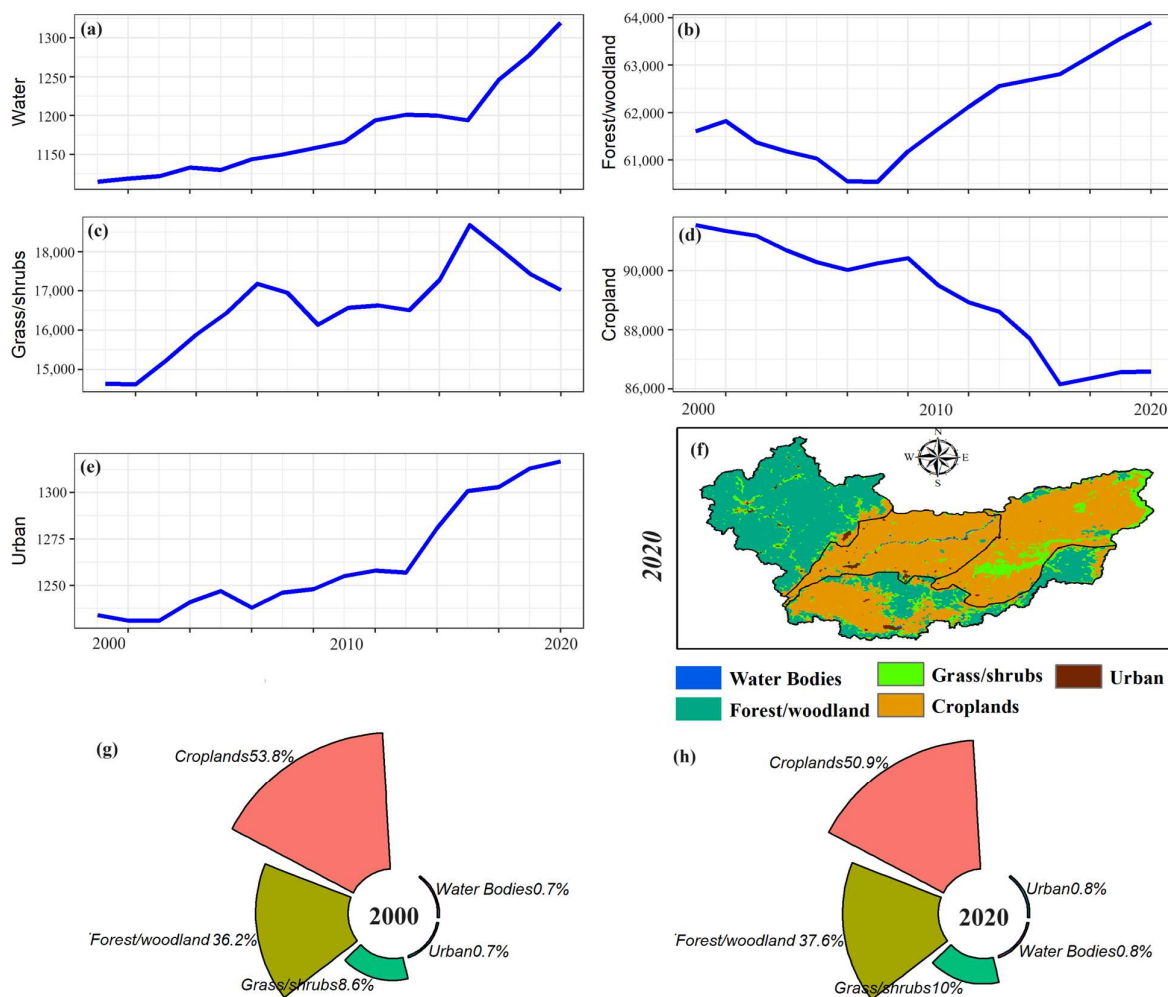 (a)
Water
1300
1200
1150
(b)
Forest/woodland
64,000
63,000
62,000
61,000
(c)
Grass/shrubs
18,000
17,000
16,000
15,000
(d)
Cropland
90,000
88,000
86,000
2000
2010
2020
(e)
Urban
1300
1275
1250
2000
2010
2020
(f)
N
W
E
S
2020
Water Bodies
Grass/shrubs
Urban
Forest/woodland
Croplands
(g)
Croplands53.8%
Water Bodies0.7%
2000
Forest/woodland 36.2%
Urban0.7%
Grass/shrubs8.6%
(h)
Croplands50.9%
Urban0.8%
2020
Forest/woodland 37.6%
Water Bodies0.8%
Grass/shrubs10%